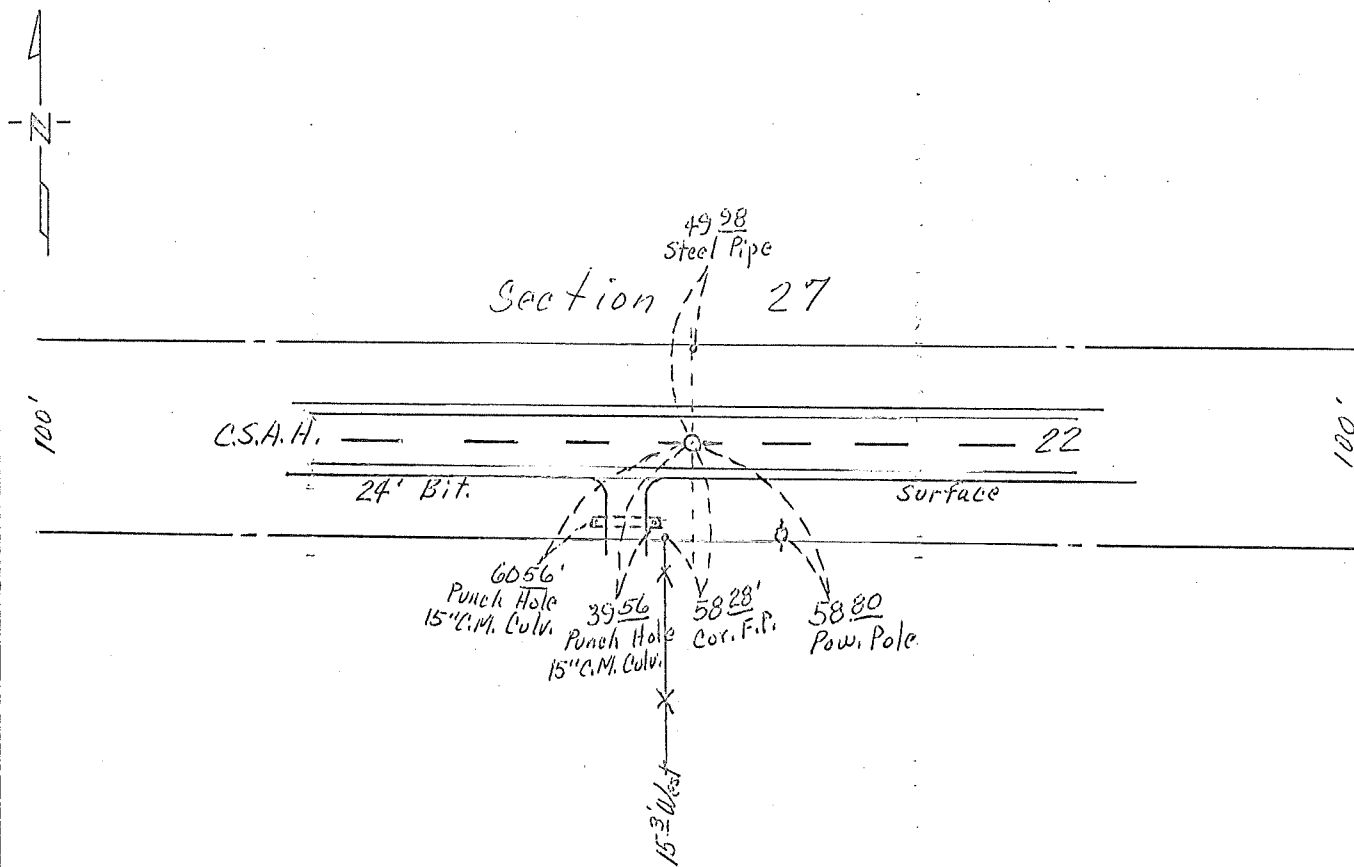 N
49 98
Steel Pipe
Section 27
100'
100'
C.S.A.H. 22
24' Bit. Surface
60 56'
Punch Hole
15" C.M. Culv.
39 56
Punch Hole
15" C.M. Culv.
58 28'
Cor. F.P.
58 80
Pow. Pole
15 3' West